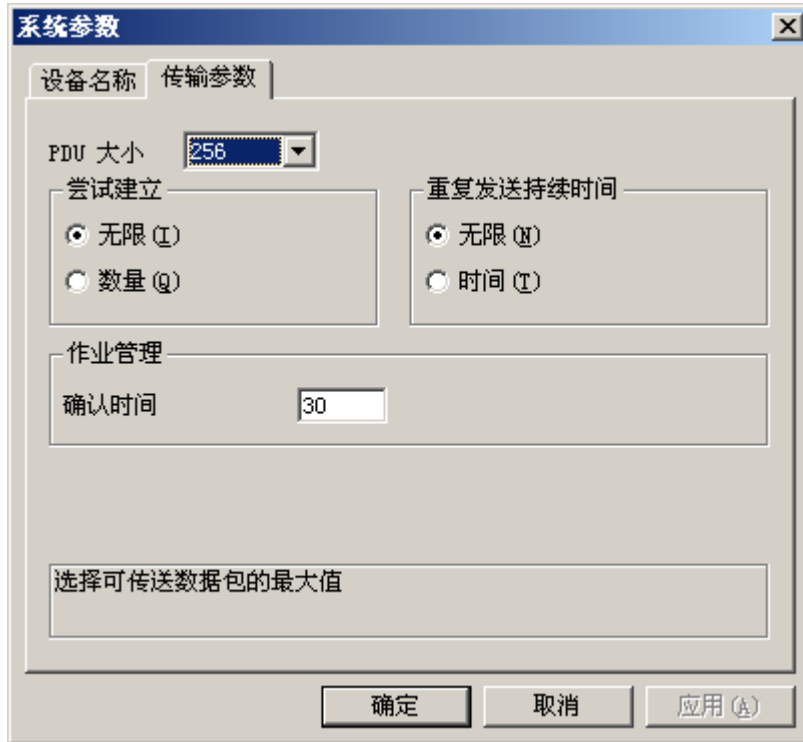 系统参数
设备名称 传输参数
PDU 大小 256
尝试建立 重复发送持续时间
无限(I) 无限(N)
数量(Q) 时间(T)
作业管理
确认时间 30
选择可传送数据包的最大值
确定 取消 应用(A)